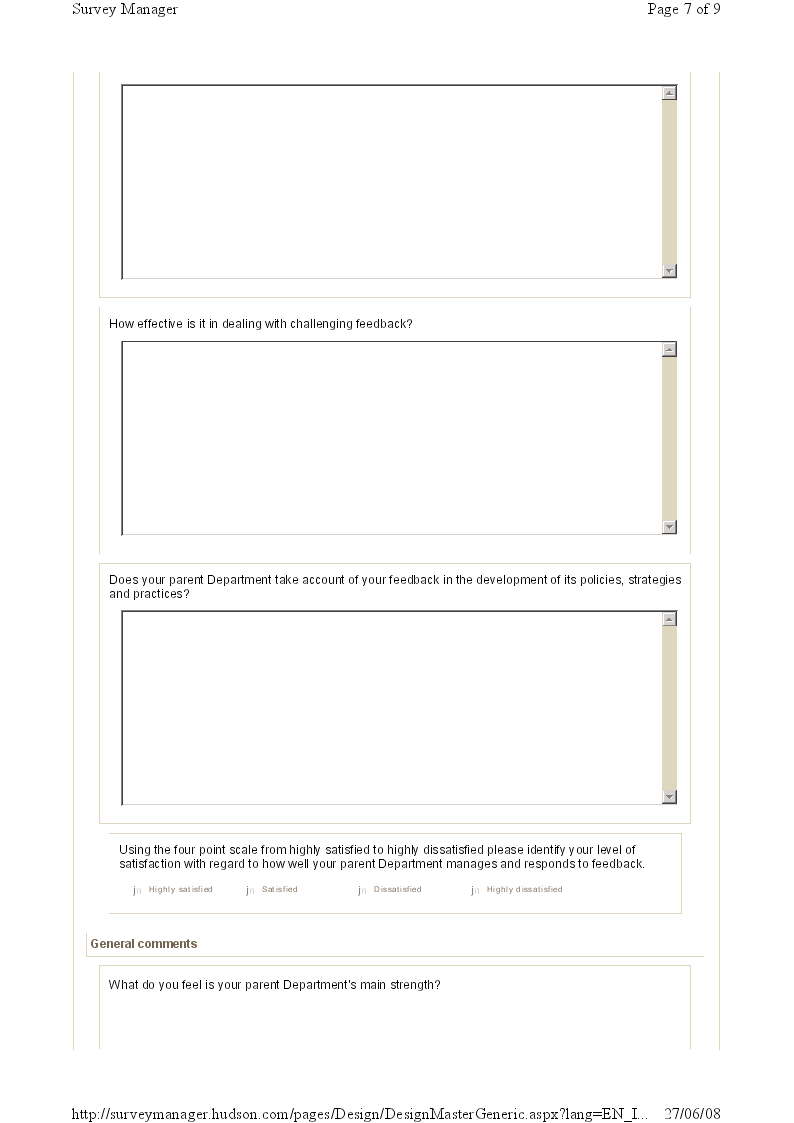 Survey Manager Page 7 of 9
How effective is it in dealing with challenging feedback?
Does your parent Department take account of your feedback in the development of its policies, strategies
and practices?
Using the four point scale from highly satisfied to highly dissatisfied please identify your level of
satisfaction with regard to how well your parent Department manages and responds to feedback.
jn Highly satisfied jn Satisfied jn Dissatisfied jn Highly dissatisfied
General comments
What do you feel is your parent Department's main strength?
http://surveymanager.hudson.com/pages/Design/DesignMasterGeneric.aspx?lang=EN_I... 27/06/08